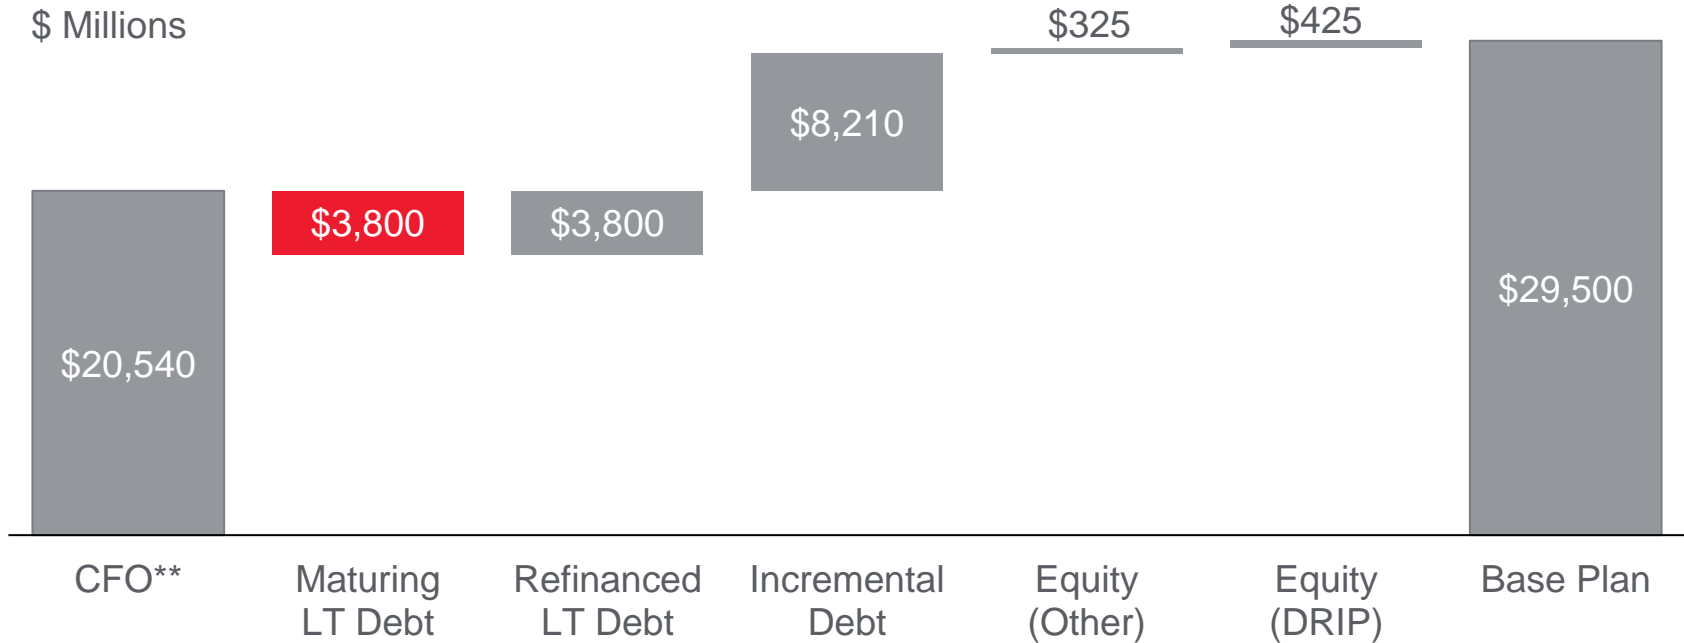 $ Millions
$325
$425
$8,210
$3,800
$3,800
$29,500
$20,540
CFO**
Maturing
LT Debt
Refinanced
LT Debt
Incremental
Debt
Equity
(Other)
Equity
(DRIP)
Base Plan